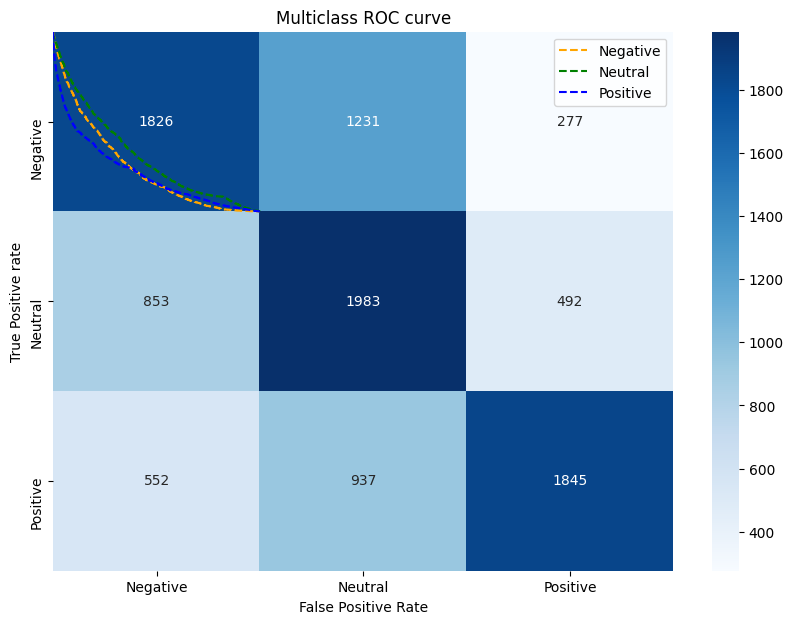 Multiclass ROC curve
Negative
Neutral
Positive
1826 1231 277
853 1983 492
552 937 1845
Negative
Neutral
Positive
True Positive rate
Negative Neutral Positive
False Positive Rate
1800
1600
1400
1200
1000
800
600
400